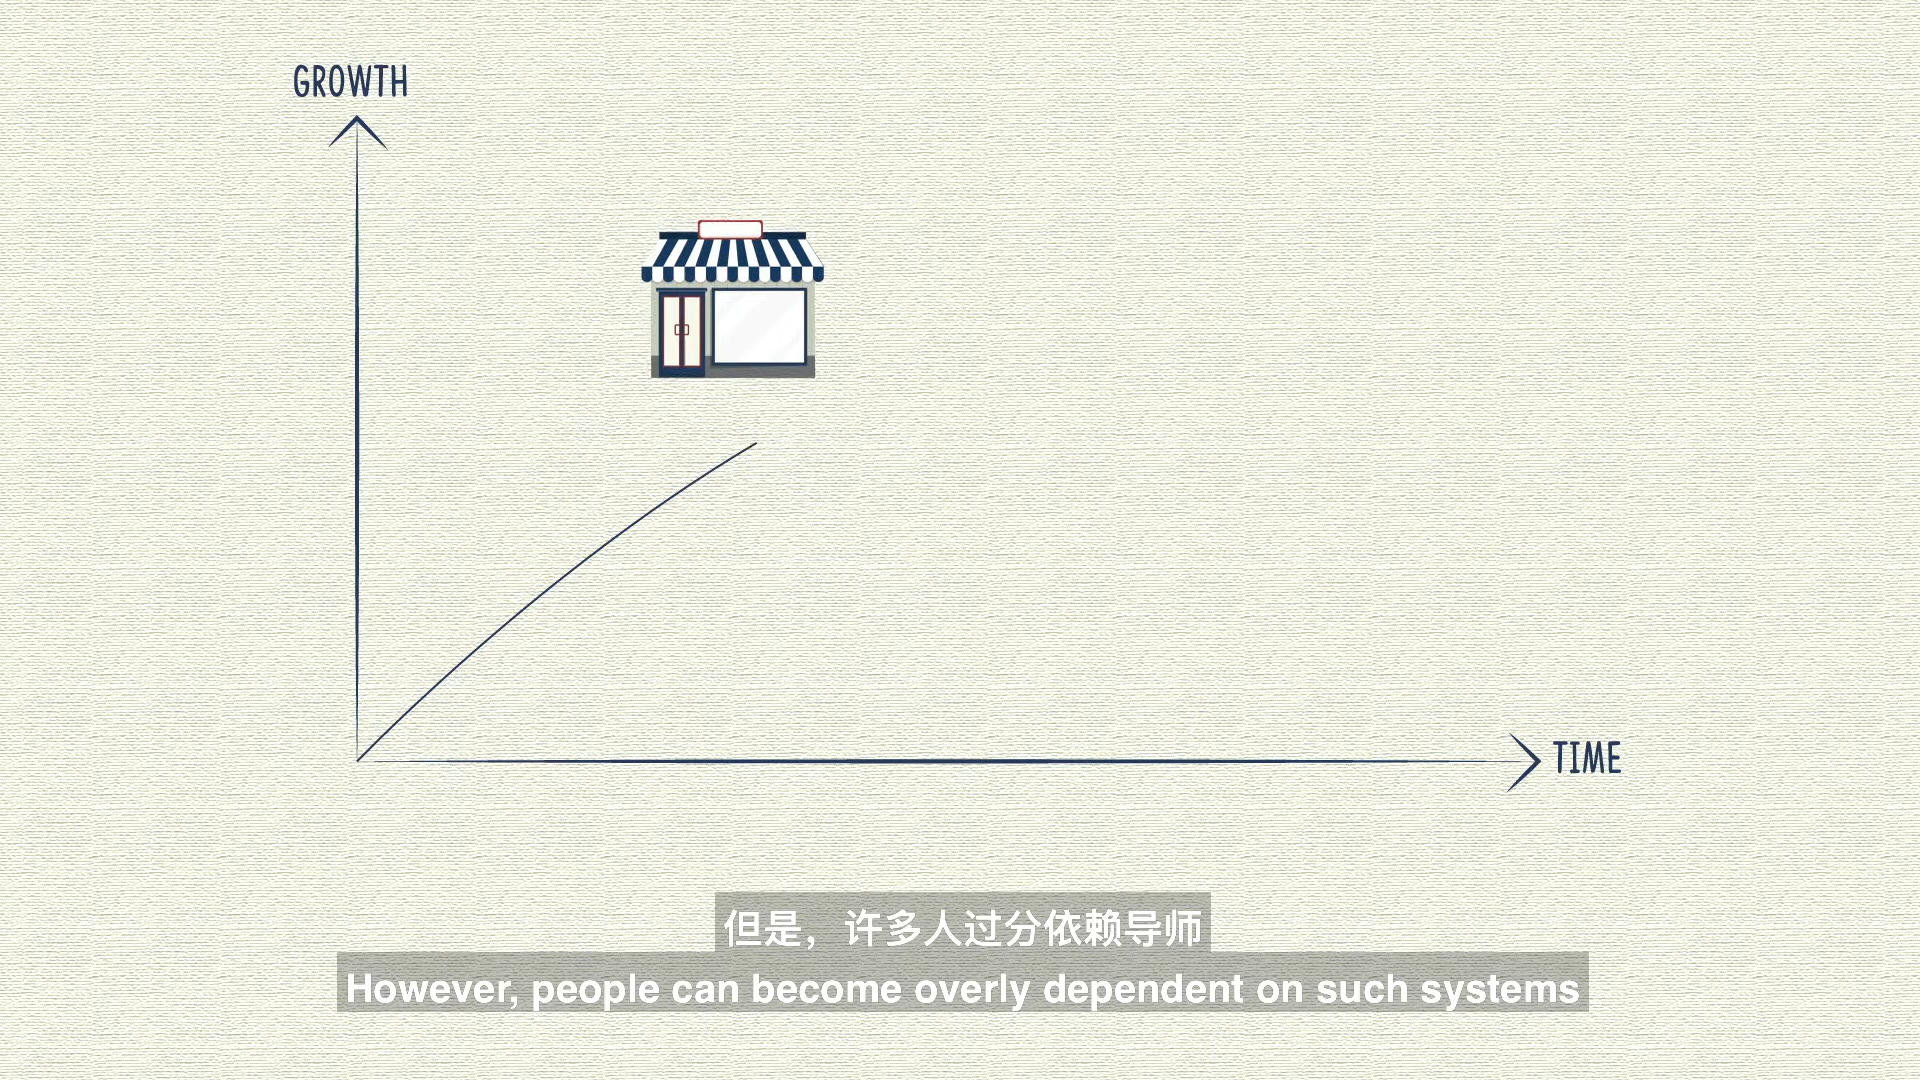 GROWTH
TIME
但是，许多人过分依赖导师
However, people can become overly dependent on such systems